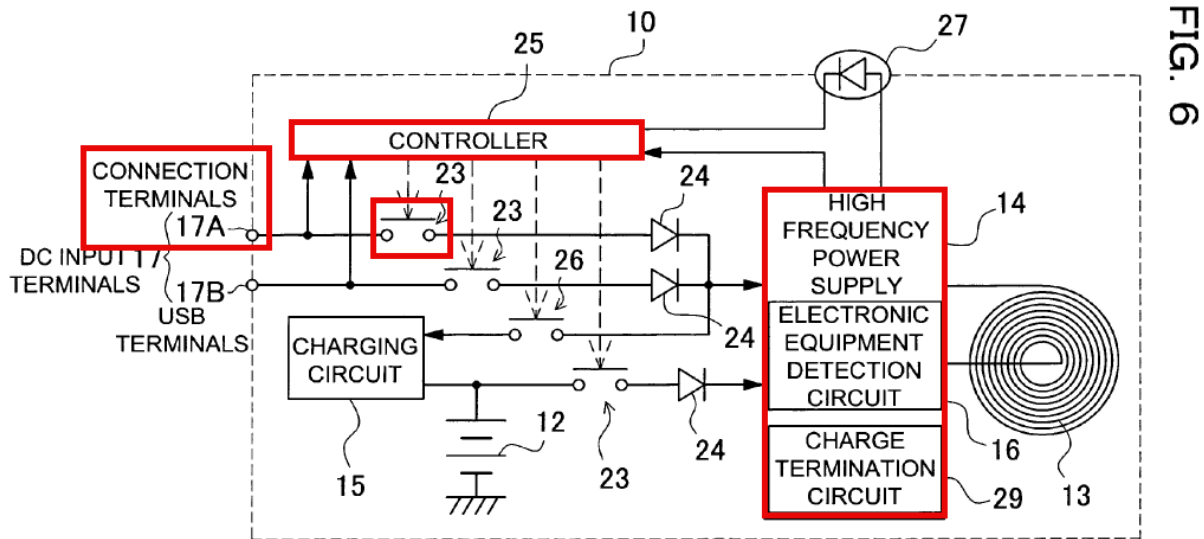 FIG. 6
10
25
27
CONTROLLER
CONNECTION
TERMINALS
23
24
17A
HIGH
FREQUENCY
POWER
SUPPLY
14
DC INPUT 17
TERMINALS
23
26
17B
USB
TERMINALS
24
CHARGING
CIRCUIT
ELECTRONIC
EQUIPMENT
DETECTION
CIRCUIT
15
12
23
24
16
13
CHARGE
TERMINATION
CIRCUIT
29